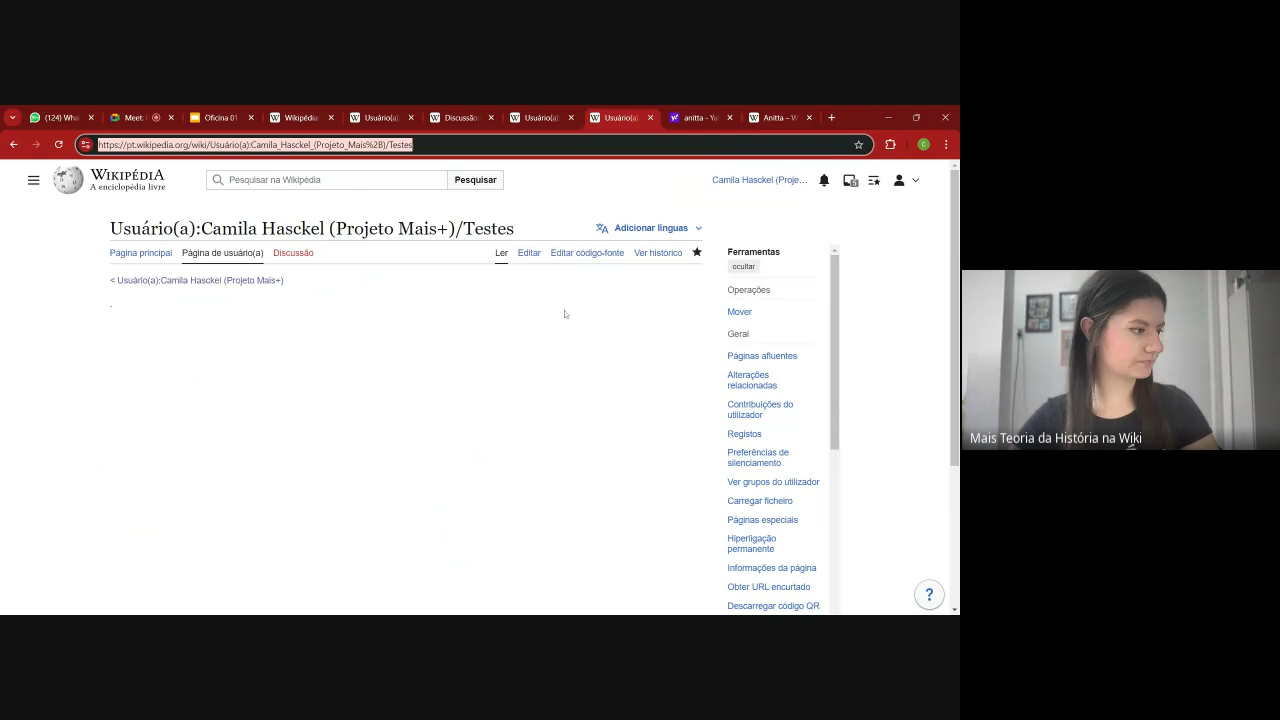 (124) Wha
Meet:
Oficina 01
Wikipédia
Usuário(a):
Discussão
Usuário(a)
Usuário(a)
anitta - Ya
Anitta – W
https://pt.wikipedia.org/wiki/Usuário(a):Camila_Hasckel_(Projeto_Mais%2B)/Testes
C
WIKIPÉDIA
A enciclopédia livre
Pesquisar na Wikipédia
Pesquisar
Camila Hasckel (Proje...
Usuário(a):Camila Hasckel (Projeto Mais+)/Testes
Adicionar línguas
Página principal
Página de usuário(a)
Discussão
Ler
Editar
Editar código-fonte
Ver histórico
< Usuário(a):Camila Hasckel (Projeto Mais+)
.
Ferramentas
ocultar
Operações
Mover
Geral
Páginas afluentes
Alterações
relacionadas
Contribuições do
utilizador
Registos
Preferências de
silenciamento
Ver grupos do utilizador
Carregar ficheiro
Páginas especiais
Hiperligação
permanente
Informações da página
Obter URL encurtado
Descarregar código QR
?
Mais Teoria da História na Wiki